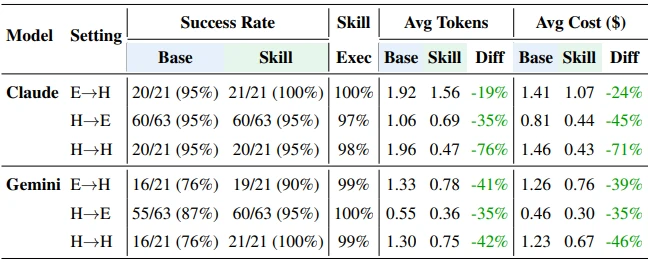 Model Setting Success Rate Skill Avg Tokens Avg Cost ($)
Base Skill Exec Base Skill Diff Base Skill Diff
Claude E→H 20/21 (95%) 21/21 (100%) 100% 1.92 1.56 -19% 1.41 1.07 -24%
H→E 60/63 (95%) 60/63 (95%) 97% 1.06 0.69 -35% 0.81 0.44 -45%
H→H 20/21 (95%) 20/21 (95%) 98% 1.96 0.47 -76% 1.46 0.43 -71%
Gemini E→H 16/21 (76%) 19/21 (90%) 99% 1.33 0.78 -41% 1.26 0.76 -39%
H→E 55/63 (87%) 60/63 (95%) 100% 0.55 0.36 -35% 0.46 0.30 -35%
H→H 16/21 (76%) 21/21 (100%) 99% 1.30 0.75 -42% 1.23 0.67 -46%